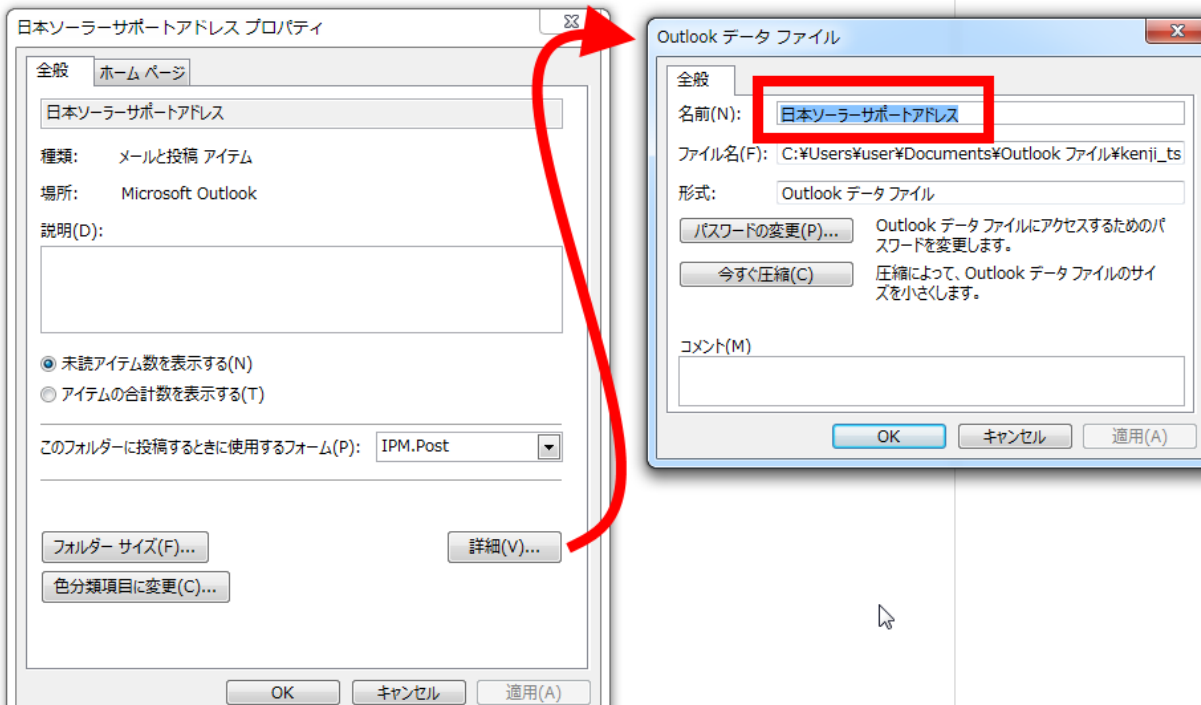 日本ソーラーサポートアドレス プロパティ
全般
ホーム ページ
日本ソーラーサポートアドレス
種類: メールと投稿 アイテム
場所: Microsoft Outlook
説明(D):
未読アイテム数を表示する(N)
アイテムの合計数を表示する(T)
このフォルダーに投稿するときに使用するフォーム(P): IPM.Post
フォルダー サイズ(F)...
詳細(V)...
色分類項目に変更(C)...
OK
キャンセル
適用(A)
Outlook データ ファイル
全般
名前(N): 日本ソーラーサポートアドレス
ファイル名(F): C:¥Users¥user¥Documents¥Outlook ファイル¥kenji_ts
形式: Outlook データ ファイル
パスワードの変更(P)...
Outlook データ ファイルにアクセスするためのパ
スワードを変更します。
今すぐ圧縮(C)
圧縮によって、Outlook データ ファイルのサイ
ズを小さくします。
コメント(M)
OK
キャンセル
適用(A)